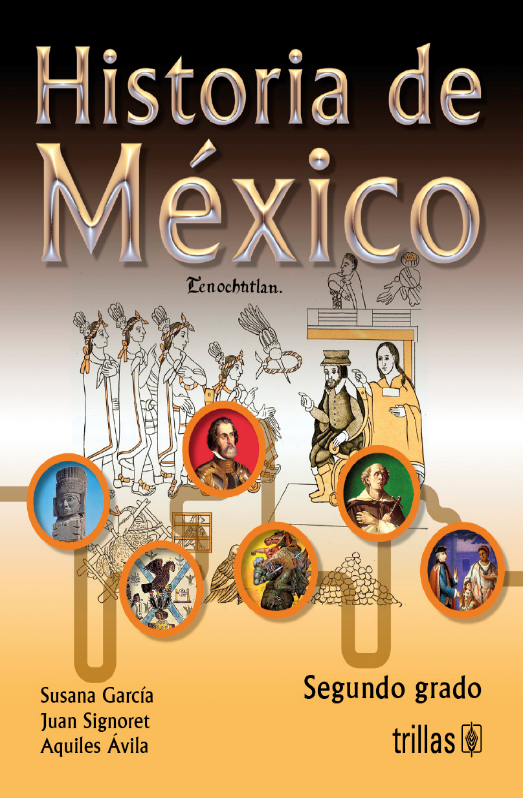 Historia de
México
Tenochtitlan.
Susana García
Juan Signoret
Aquiles Ávila
Segundo grado
trillas